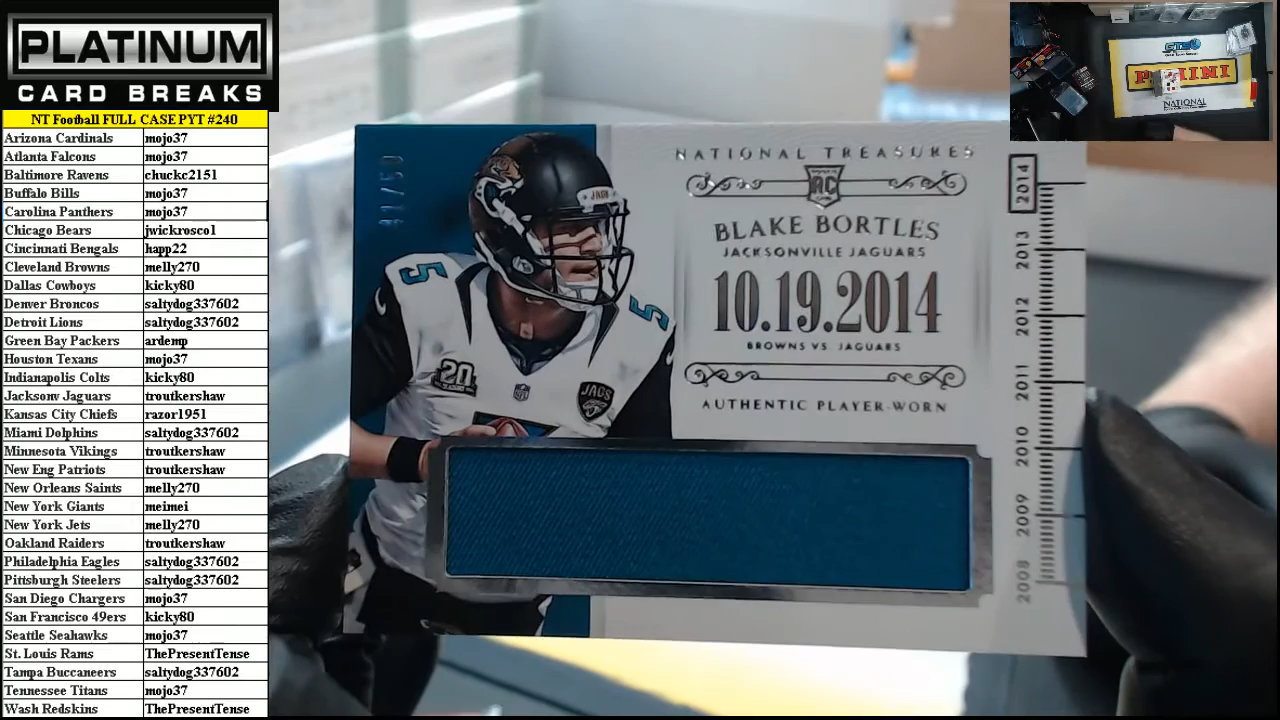 PLATINUM
CARD BREAKS
NT Football FULL CASE PYT #240
Arizona Cardinals mojo37
Atlanta Falcons mojo37
Baltimore Ravens chuckc2151
Buffalo Bills mojo37
Carolina Panthers mojo37
Chicago Bears jwickrosco1
Cincinnati Bengals happ22
Cleveland Browns melly270
Dallas Cowboys kicky80
Denver Broncos saltydog337602
Detroit Lions saltydog337602
Green Bay Packers ardemp
Houston Texans mojo37
Indianapolis Colts kicky80
Jacksonv Jaguars troutkershaw
Kansas City Chiefs razor1951
Miami Dolphins saltydog337602
Minnesota Vikings troutkershaw
New Eng Patriots troutkershaw
New Orleans Saints melly270
New York Giants meimei
New York Jets melly270
Oakland Raiders troutkershaw
Philadelphia Eagles saltydog337602
Pittsburgh Steelers saltydog337602
San Diego Chargers mojo37
San Francisco 49ers kicky80
Seattle Seahawks mojo37
St. Louis Rams ThePresentTense
Tampa Buccaneers saltydog337602
Tennessee Titans mojo37
Wash Redskins ThePresentTense
NATIONAL TREASURES
RC
BLAKE BORTLES
JACKSONVILLE JAGUARS
10.19.2014
BROWNS VS. JAGUARS
AUTHENTIC PLAYER-WORN
2014
2013
2012
2011
2010
2009
2008
5
5
20
NFL
JAGS
PANINI
NATIONAL